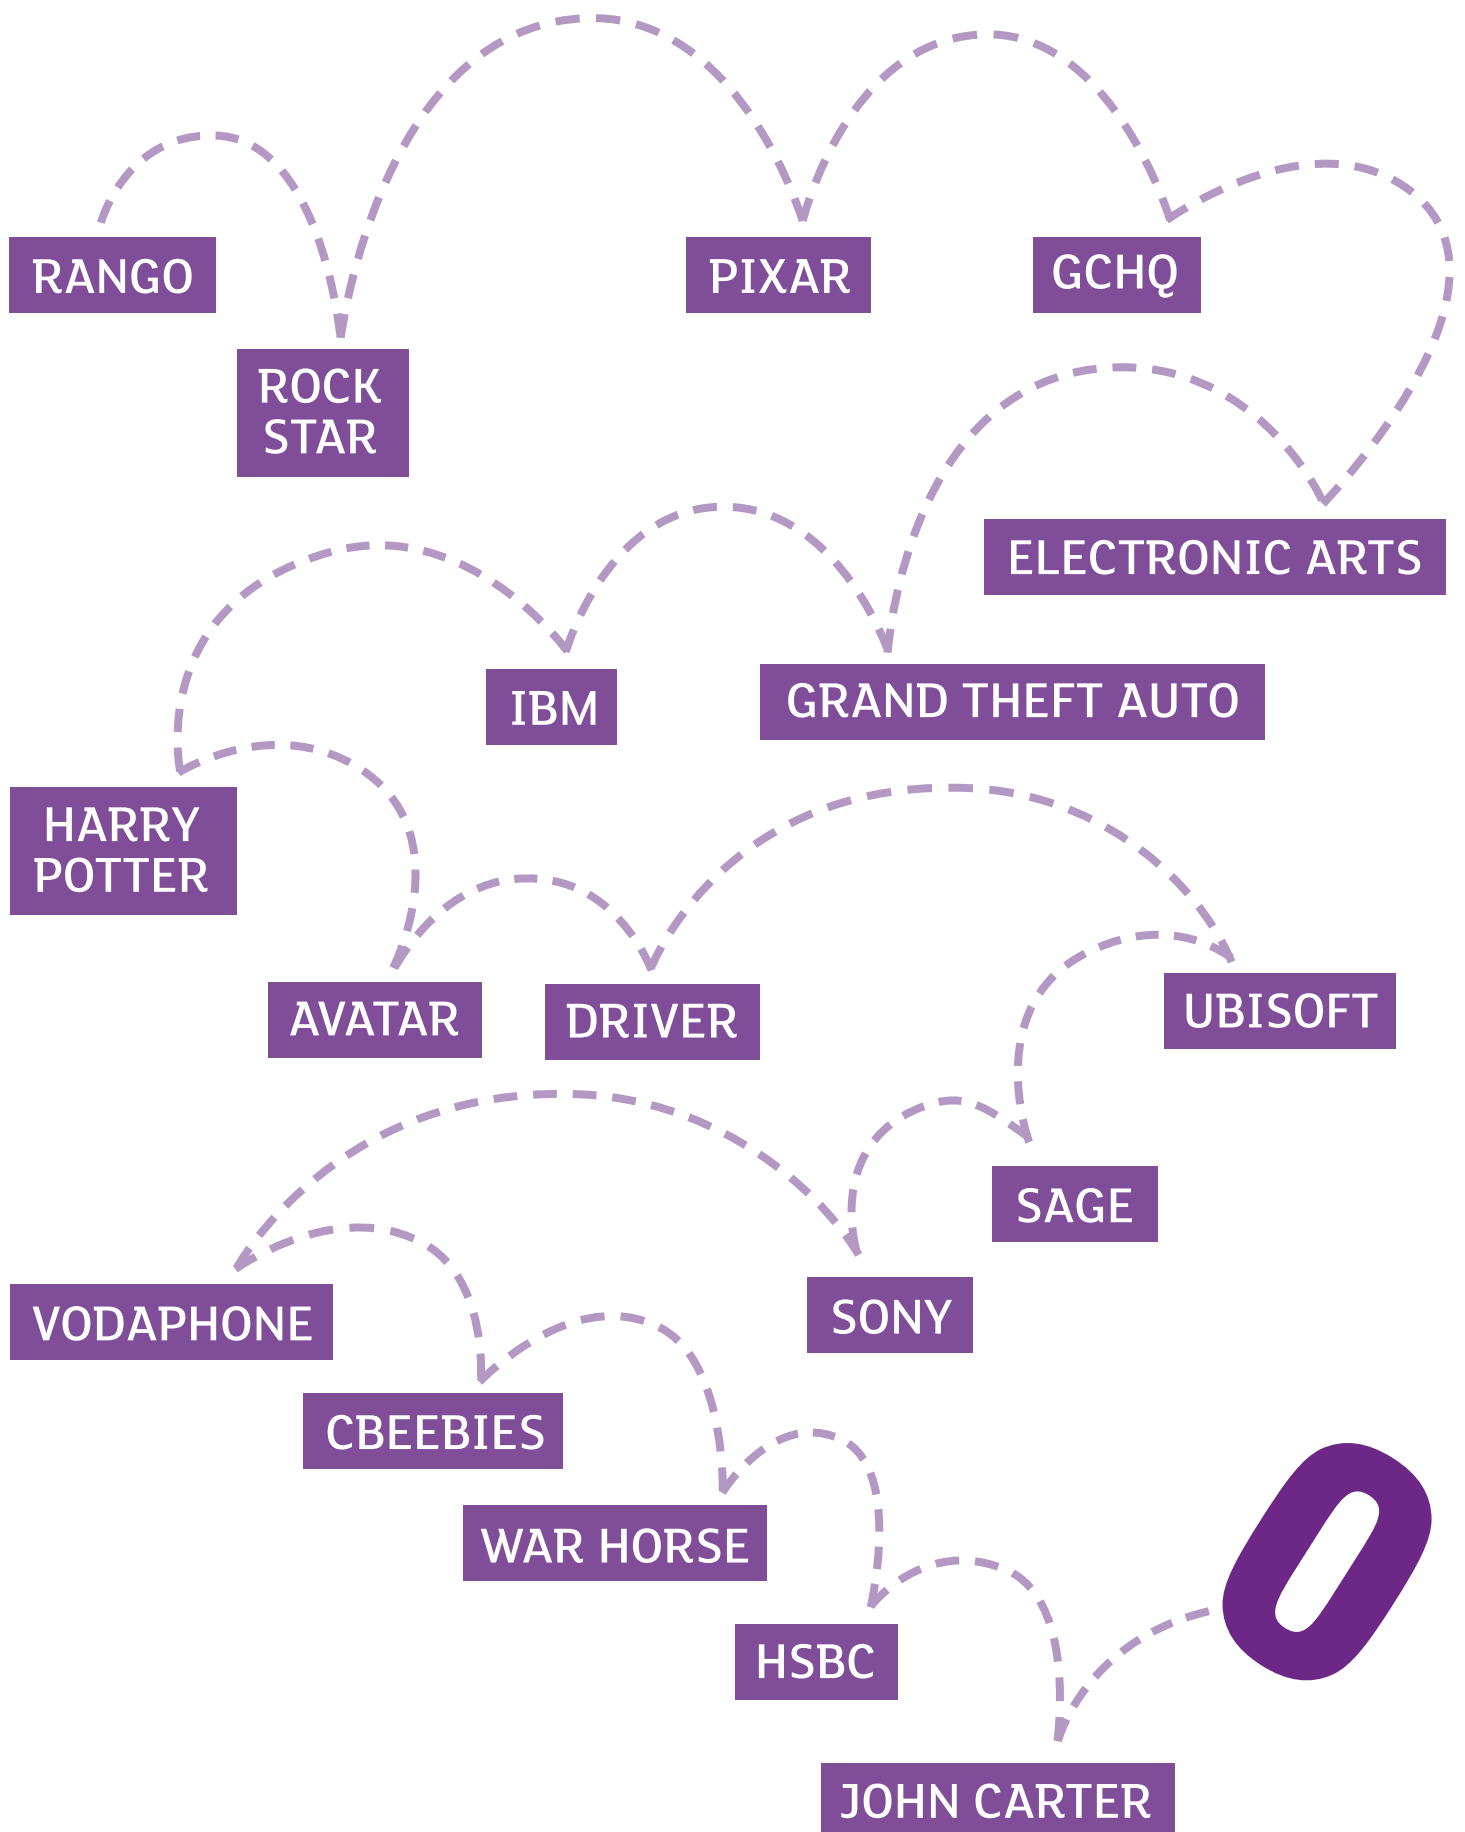 RANGO
PIXAR
GCHQ
ROCK
STAR
ELECTRONIC ARTS
IBM
GRAND THEFT AUTO
HARRY
POTTER
AVATAR
DRIVER
UBISOFT
SAGE
VODAPHONE
SONY
CBEEBIES
WAR HORSE
HSBC
JOHN CARTER